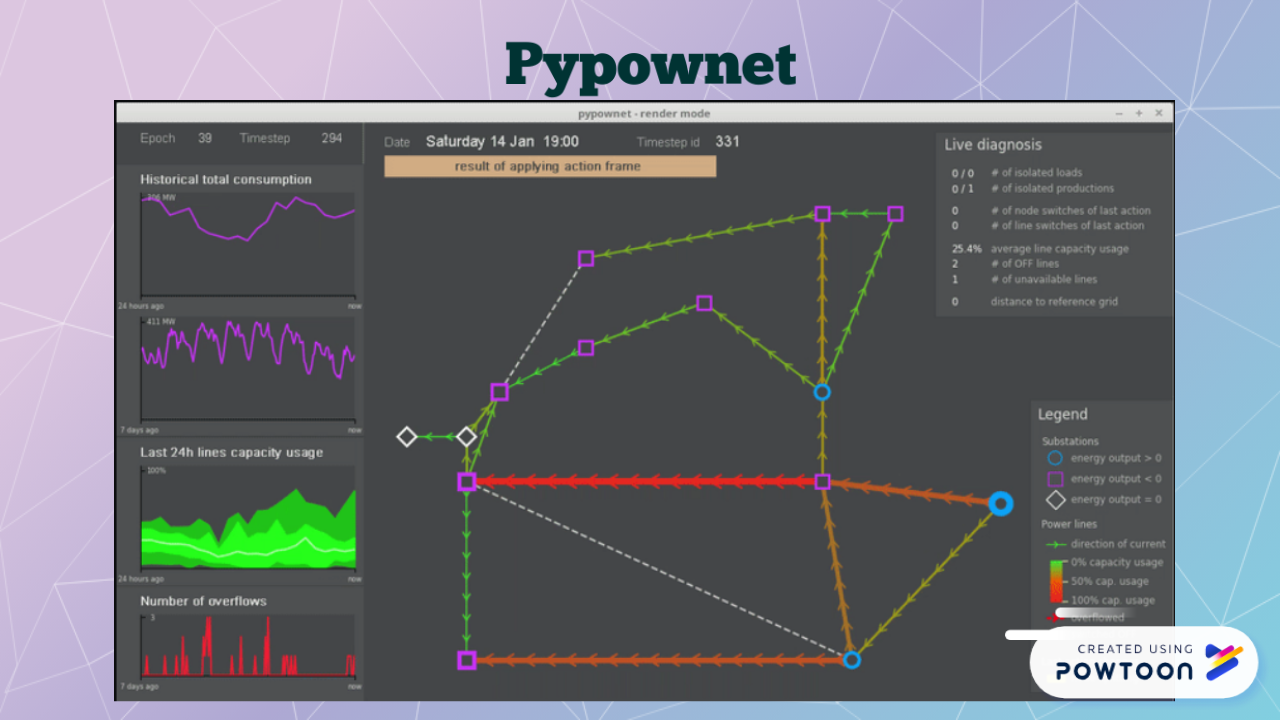 Pypownet
pypownet - render mode
Epoch 39 Timestep 294
Date Saturday 14 Jan 19:00 Timestep id 331
result of applying action frame
Historical total consumption
24 hours ago now
411 MW
7 days ago now
Last 24h lines capacity usage
100%
24 hours ago now
Number of overflows
3
7 days ago now
Live diagnosis
0 / 0 # of isolated loads
0 / 1 # of isolated productions
0 # of node switches of last action
0 # of line switches of last action
25.4% average line capacity usage
2 # of OFF lines
1 # of unavailable lines
0 distance to reference grid
Legend
Substations
energy output > 0
energy output < 0
energy output = 0
Power lines
direction of current
0% capacity usage
50% cap. usage
100% cap. usage
overflowed
CREATED USING
POWTOON